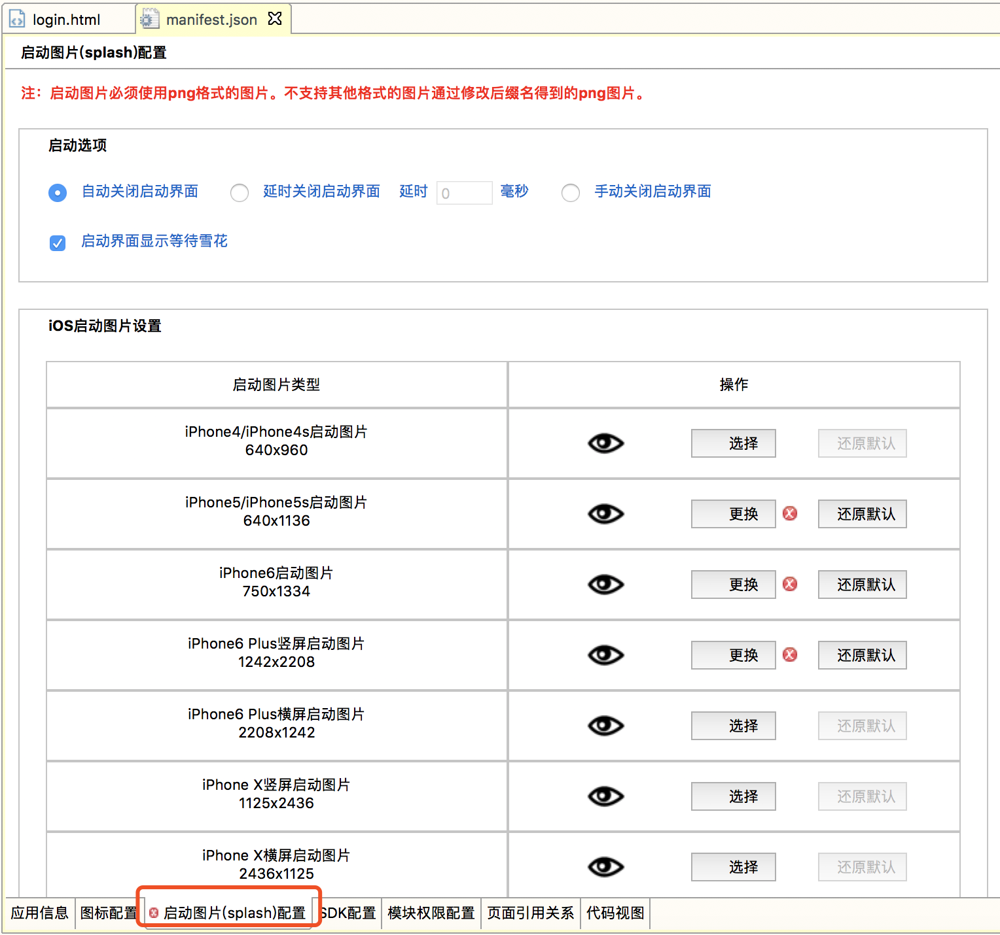 login.html
manifest.json
启动图片(splash)配置
注：启动图片必须使用png格式的图片。不支持其他格式的图片通过修改后缀名得到的png图片。
启动选项
自动关闭启动界面 延时关闭启动界面 延时 0 毫秒 手动关闭启动界面
启动界面显示等待雪花
iOS启动图片设置
启动图片类型 操作
iPhone4/iPhone4s启动图片
640x960
选择 还原默认
iPhone5/iPhone5s启动图片
640x1136
更换 还原默认
iPhone6启动图片
750x1334
更换 还原默认
iPhone6 Plus竖屏启动图片
1242x2208
更换 还原默认
iPhone6 Plus横屏启动图片
2208x1242
选择 还原默认
iPhone X竖屏启动图片
1125x2436
选择 还原默认
iPhone X横屏启动图片
2436x1125
选择 还原默认
应用信息 图标配置 启动图片(splash)配置 SDK配置 模块权限配置 页面引用关系 代码视图